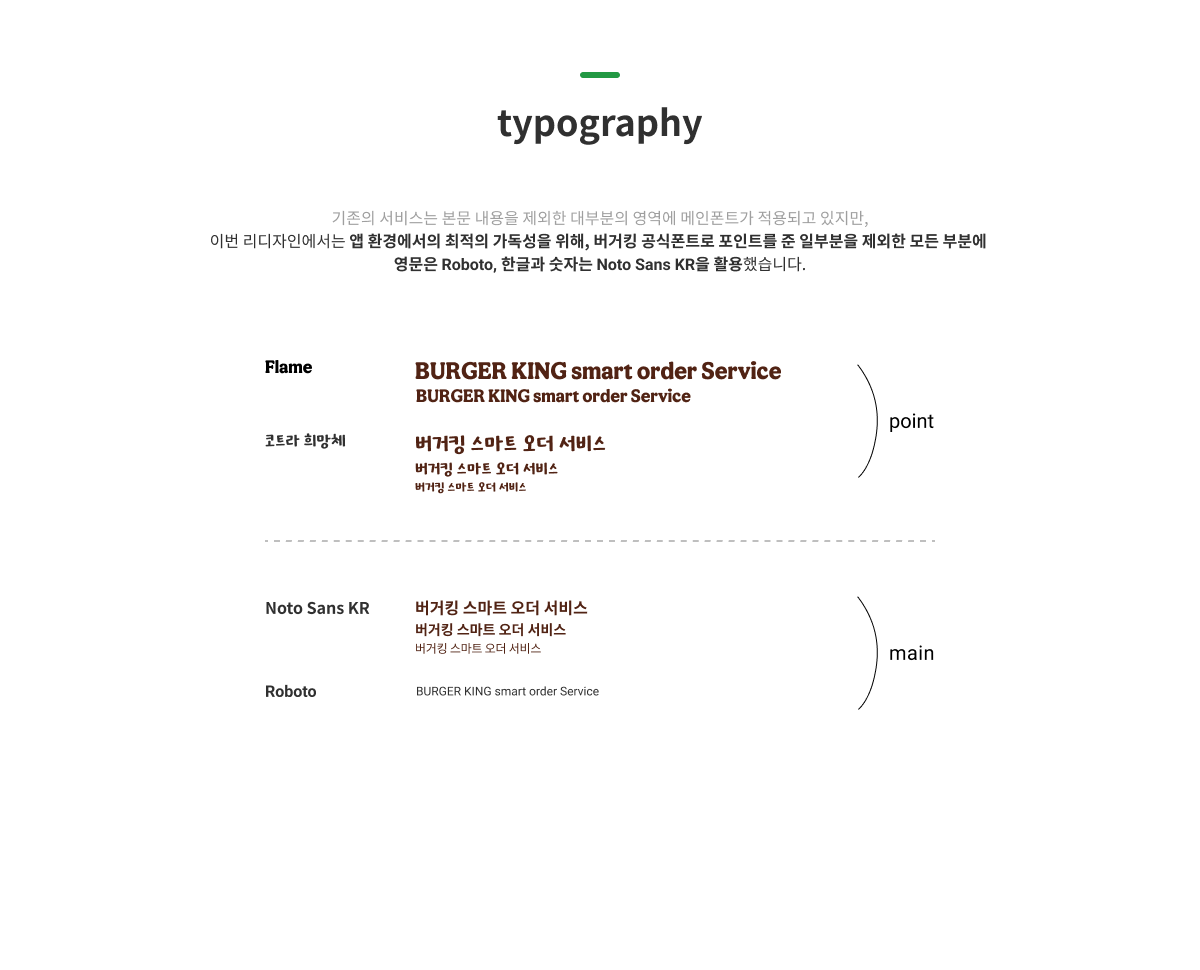 typography
기존의 서비스는 본문 내용을 제외한 대부분의 영역에 메인폰트가 적용되고 있지만,
이번 리디자인에서는 앱 환경에서의 최적의 가독성을 위해, 버거킹 공식폰트로 포인트를 준 일부분을 제외한 모든 부분에
영문은 Roboto, 한글과 숫자는 Noto Sans KR을 활용했습니다.
Flame
BURGER KING smart order Service
BURGER KING smart order Service
코트라 희망체
버거킹 스마트 오더 서비스
버거킹 스마트 오더 서비스
버거킹 스마트 오더 서비스
point
Noto Sans KR
버거킹 스마트 오더 서비스
버거킹 스마트 오더 서비스
버거킹 스마트 오더 서비스
Roboto
BURGER KING smart order Service
main